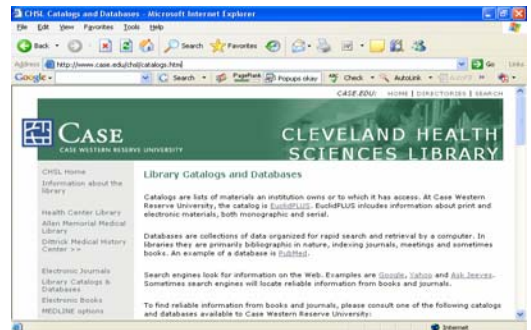 CHSL Catalogs and Databases - Microsoft Internet Explorer
File Edit View Favorites Tools Help
Back Search Favorites
Address http://www.case.edu/chsl/catalogs.html Go Links
Google Search PageRank Popups okay Check AutoLink
CASE.EDU: HOME | DIRECTORIES | SEARCH
CASE
CASE WESTERN RESERVE UNIVERSITY
CLEVELAND HEALTH
SCIENCES LIBRARY
CHSL Home
Information about the
library
Health Center Library
Allen Memorial Medical
Library
Dittrick Medical History
Center >>
Electronic Journals
Library Catalogs &
Databases
Electronic Books
MEDLINE options
Library Catalogs and Databases
Catalogs are lists of materials an institution owns or to which it has access. At Case Western
Reserve University, the catalog is EuclidPLUS. EuclidPLUS inlcudes information about print and
electronic materials, both monographic and serial.
Databases are collections of data organized for rapid search and retrieval by a computer. In
libraries they are primarily bibliographic in nature, indexing journals, meetings and sometimes
books. An example of a database is PubMed.
Search engines look for information on the Web. Examples are Google, Yahoo and Ask Jeeves.
Sometimes search engines will locate reliable information from books and journals.
To find reliable information from books and journals, please consult one of the following catalogs
and databases available to Case Western Reserve University:
Internet